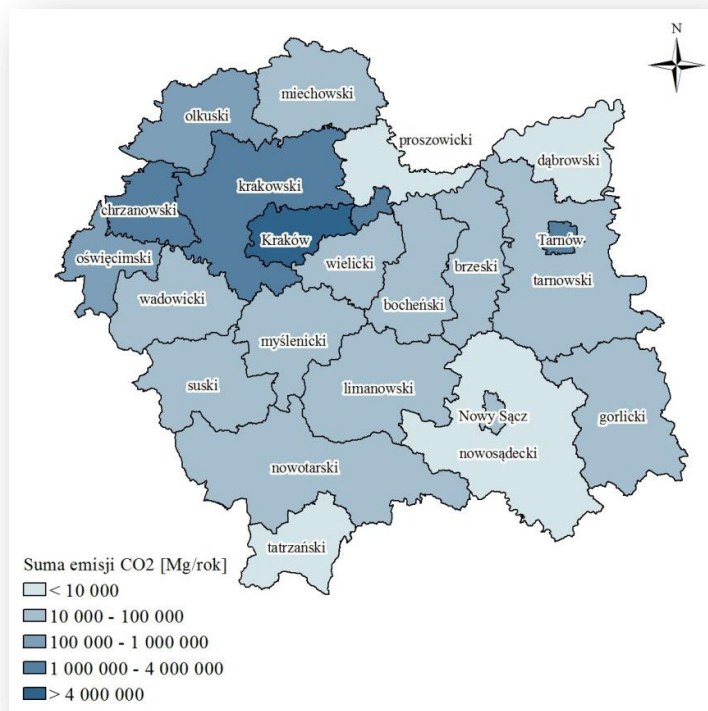 N
miechowski
olkuski
proszowicki
dąbrowski
krakowski
chrzanowski
Kraków
Tarnów
oświęcimski
wielicki
brzeski
tarnowski
wadowicki
bocheński
myślenicki
suski
limanowski
Nowy Sącz
gorlicki
nowosądecki
nowotarski
tatrzański
Suma emisji CO2 [Mg/rok]
< 10 000
10 000 - 100 000
100 000 - 1 000 000
1 000 000 - 4 000 000
> 4 000 000